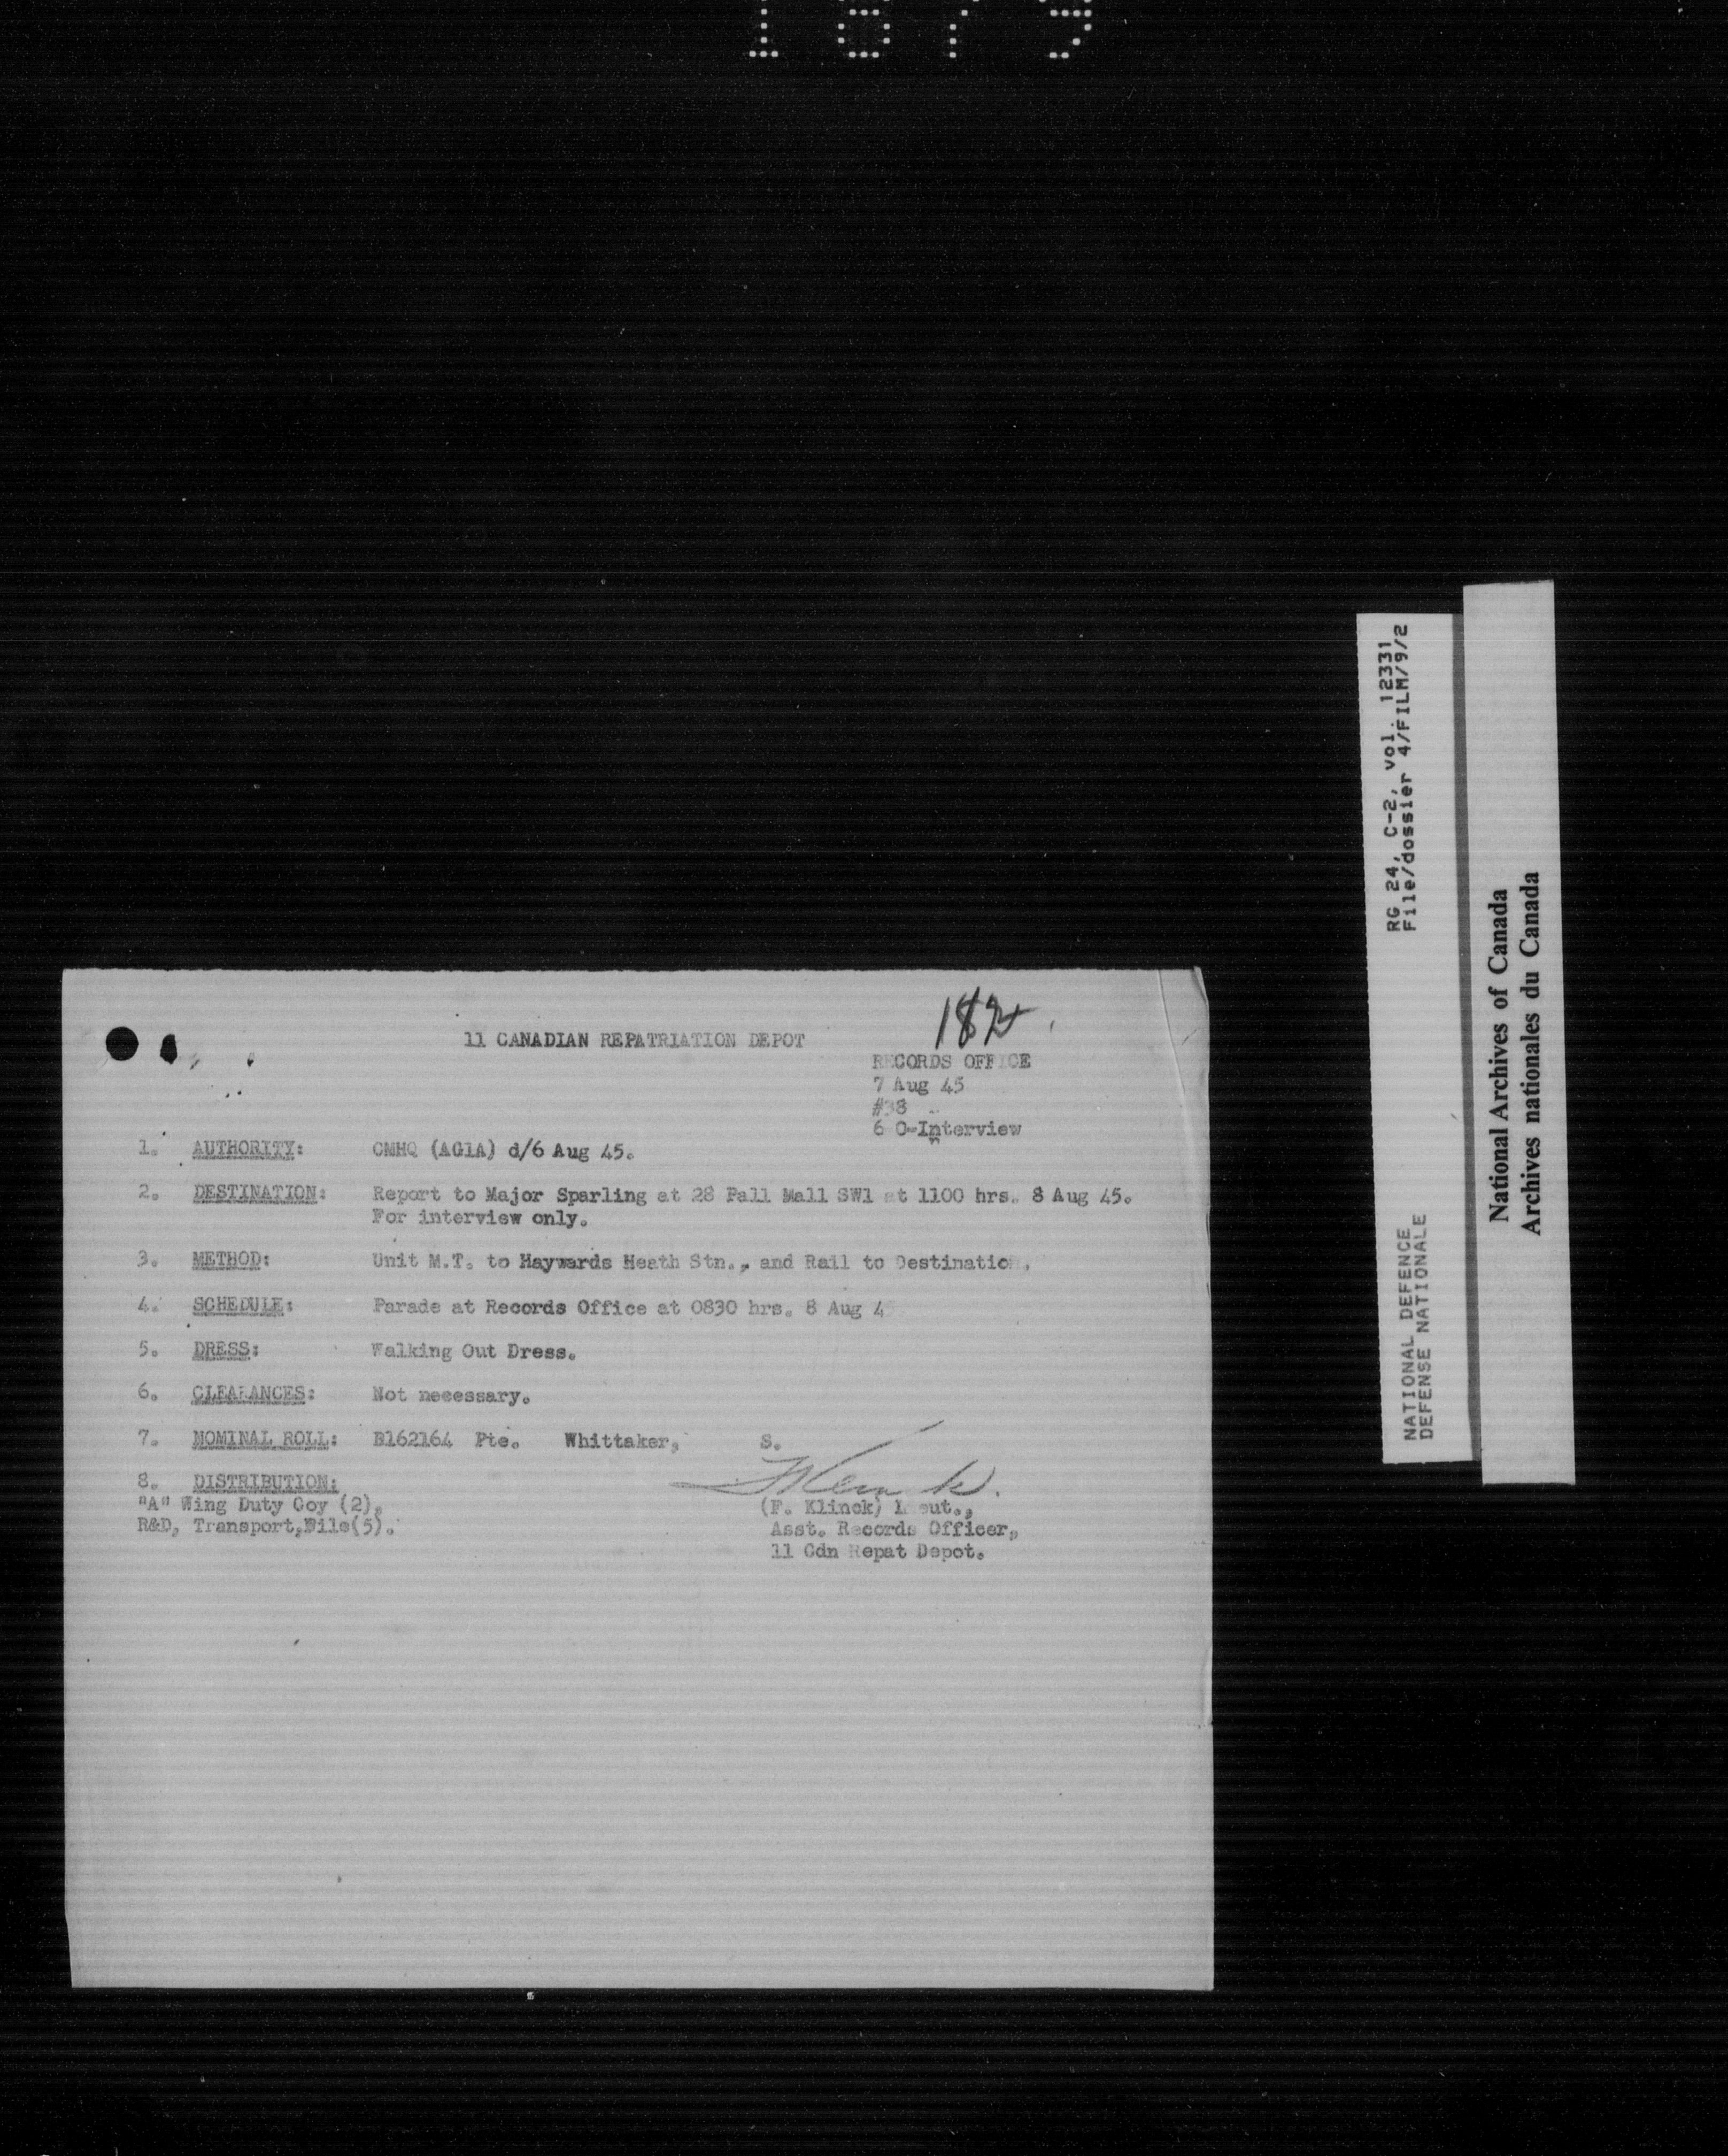 182
11 CANADIAN REPATRIATION DEPOT
RECORDS OFFICE
7 Aug 45
#38
6-C-Interview
1. AUTHORITY: CMHQ (AG1A) d/6 Aug 45.
2. DESTINATION: Report to Major Sparling at 28 Pall Mall SW1 at 1100 hrs. 8 Aug 45.
For interview only.
3. METHOD: Unit M.T. to Haywards Heath Stn., and Rail to Destination.
4. SCHEDULE: Parade at Records Office at 0830 hrs. 8 Aug 45
5. DRESS: Walking Out Dress.
6. CLEARANCES: Not necessary.
7. NOMINAL ROLL: B162164 Pte. Whittaker, S.
8. DISTRIBUTION:
"A" Wing Duty Coy (2),
R&D, Transport,File(5).
F Klinck.
(F. Klinck) Lieut.,
Asst. Records Officer,
11 Cdn Repat Depot.
RG 24, C-2, vol. 12331
File/dossier 4/FILM/9/2
NATIONAL DEFENCE
DEFENSE NATIONALE
National Archives of Canada
Archives nationales du Canada